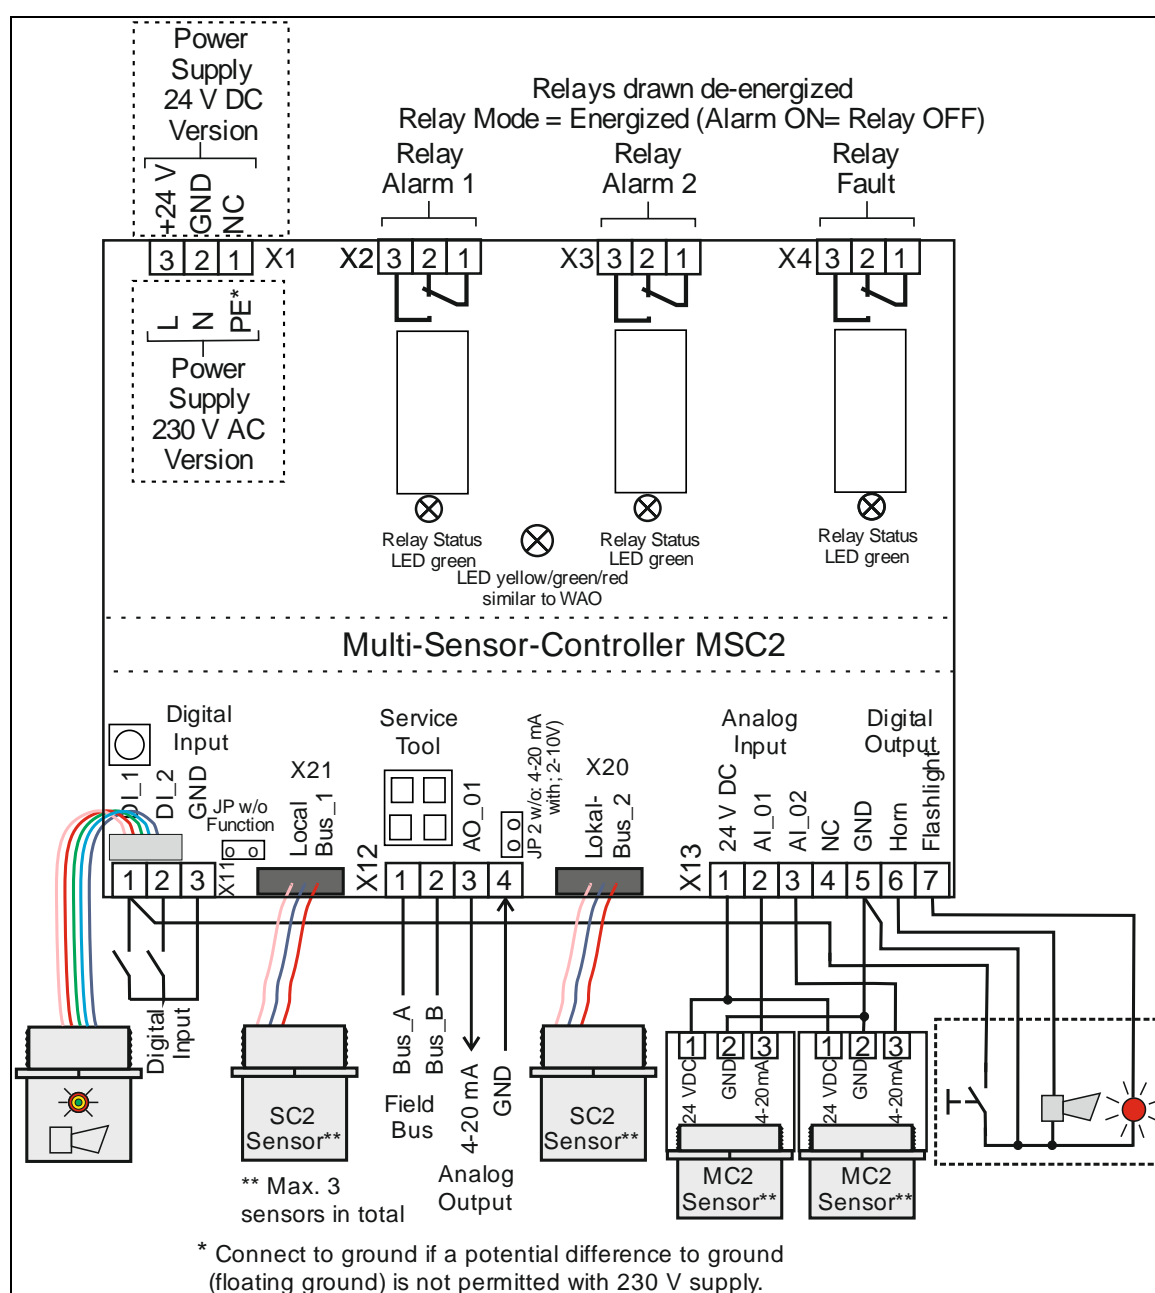 Power
Supply
24 V DC
Version
+24 V
GND
NC
Relays drawn de-energized
Relay Mode = Energized (Alarm ON= Relay OFF)
Relay
Alarm 1
Relay
Alarm 2
Relay
Fault
3 2 1 X1
X2 3 2 1
X3 3 2 1
X4 3 2 1
L
N
PE*
Power
Supply
230 V AC
Version
Relay Status
LED green
LED yellow/green/red
similar to WAO
Relay Status
LED green
Relay Status
LED green
Multi-Sensor-Controller MSC2
Digital
Input
DI_1
DI_2
GND
JP w/o
Function
X21
Local
Bus_1
Service
Tool
AO_01
JP 2 w/o: 4-20 mA
with; 2-10V)
X20
Lokal-
Bus_2
Analog
Input
Digital
Output
24 V DC
AI_01
AI_02
NC
GND
Horn
Flashlight
1 2 3 X11
X12 1 2 3 4
X13 1 2 3 4 5 6 7
Digital
Input
Bus_A
Bus_B
Field
Bus
4-20 mA
GND
Analog
Output
SC2
Sensor**
SC2
Sensor**
1 2 3
24 VDC
GND
4-20mA
MC2
Sensor**
1 2 3
24 VDC
GND
4-20mA
MC2
Sensor**
** Max. 3
sensors in total
* Connect to ground if a potential difference to ground
(floating ground) is not permitted with 230 V supply.